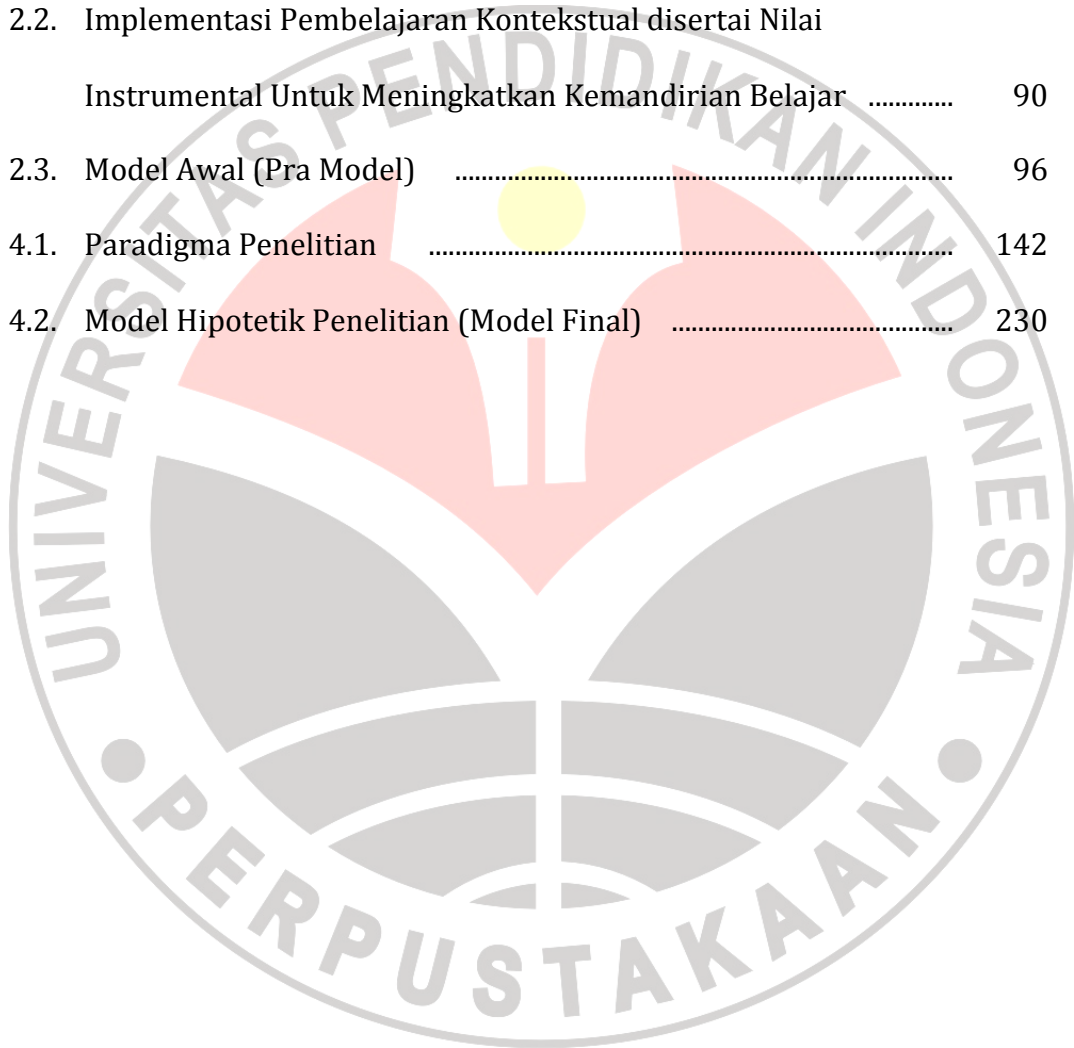 2.2. Implementasi Pembelajaran Kontekstual disertai Nilai
Instrumental Untuk Meningkatkan Kemandirian Belajar ............. 90
2.3. Model Awal (Pra Model) ........................................................................... 96
4.1. Paradigma Penelitian ............................................................................... 142
4.2. Model Hipotetik Penelitian (Model Final) .......................................... 230
UNIVERSITAS PENDIDIKAN INDONESIA
PERPUSTAKAAN